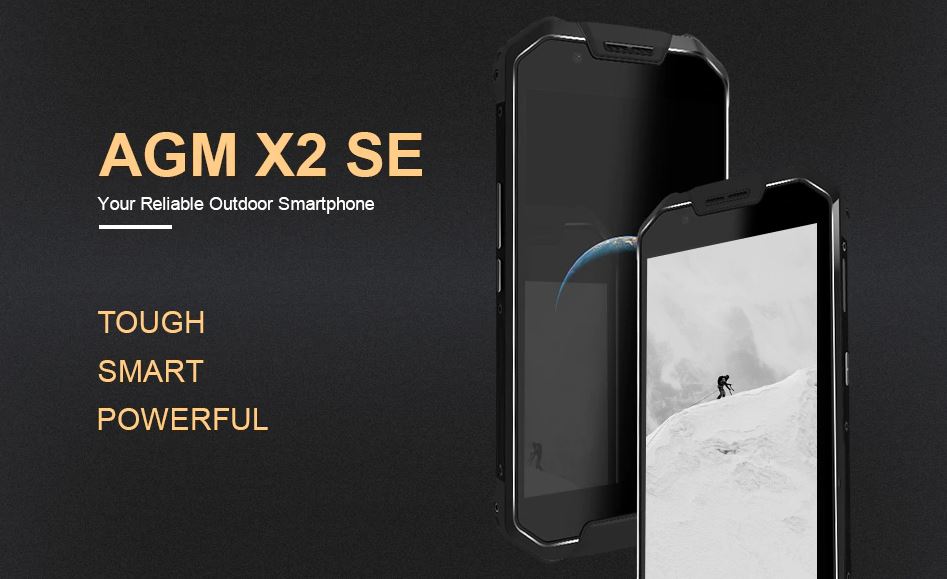 AGM X2 SE
Your Reliable Outdoor Smartphone
TOUGH
SMART
POWERFUL